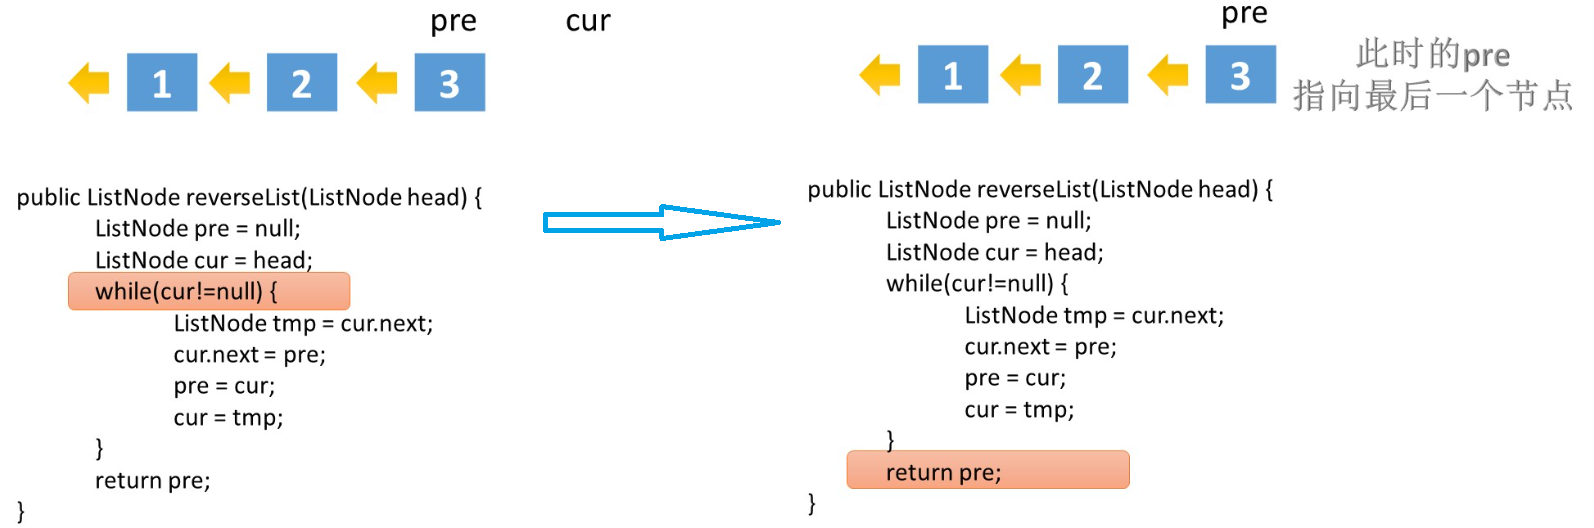 pre cur
1 2 3
public ListNode reverseList(ListNode head) {
ListNode pre = null;
ListNode cur = head;
while(cur!=null) {
ListNode tmp = cur.next;
cur.next = pre;
pre = cur;
cur = tmp;
}
return pre;
}
pre
1 2 3
此时的pre
指向最后一个节点
public ListNode reverseList(ListNode head) {
ListNode pre = null;
ListNode cur = head;
while(cur!=null) {
ListNode tmp = cur.next;
cur.next = pre;
pre = cur;
cur = tmp;
}
return pre;
}